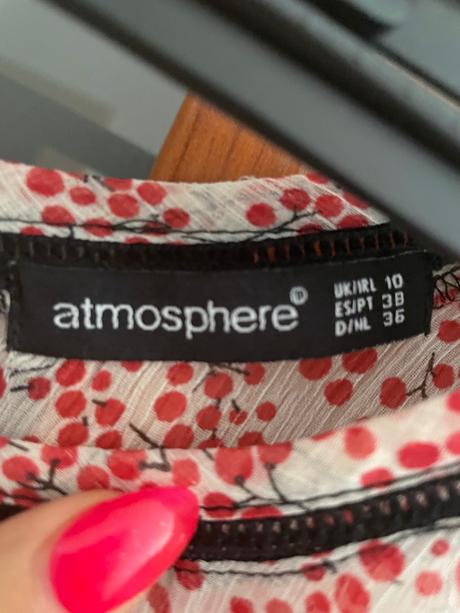 atmosphere®
UK/IRL 10
ES/PT 38
D/NL 36